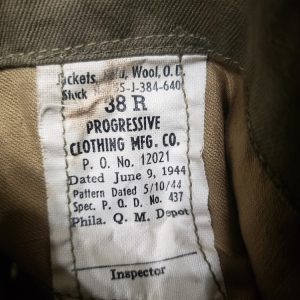 Jackets, Wool, O.D.
Stock 55-J-384-640
38 R
PROGRESSIVE
CLOTHING MFG. CO.
P. O. No. 12021
Dated June 9, 1944
Pattern Dated 5/10/44
Spec. P. Q. D. No. 437
Phila. Q. M. Depot
Inspector